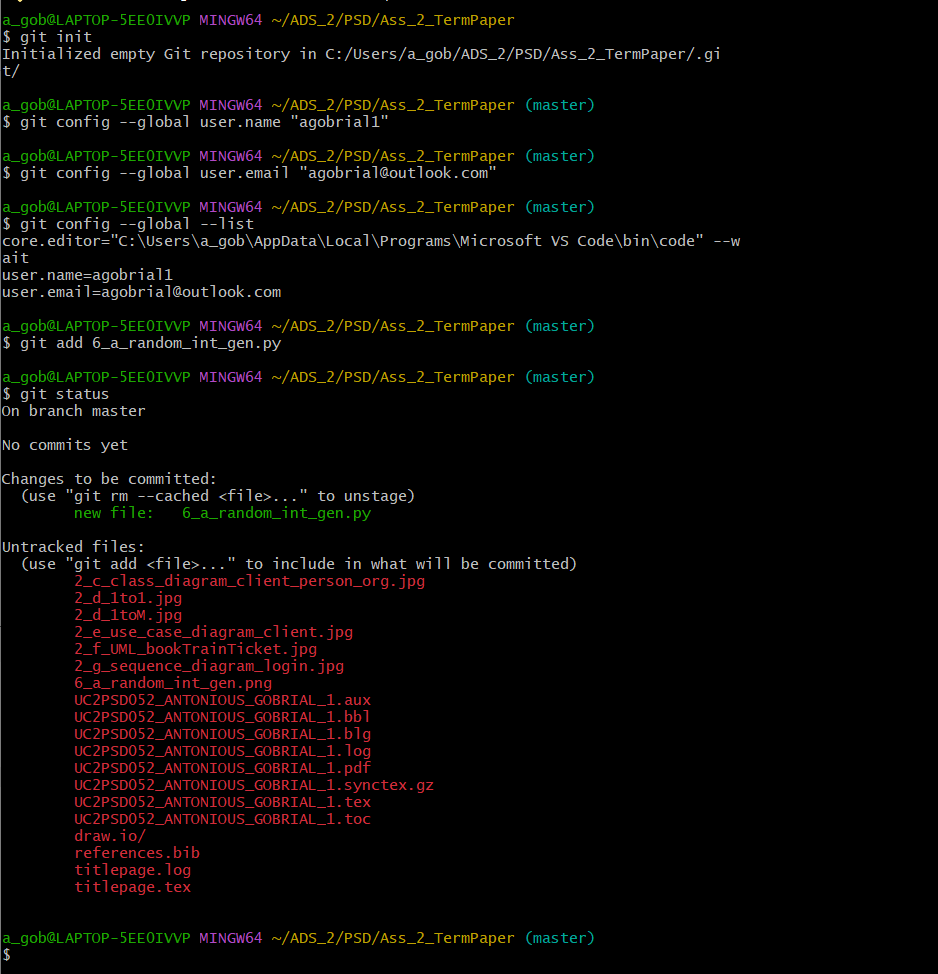 a_gob@LAPTOP-5EE0IVVP MINGW64 ~/ADS_2/PSD/Ass_2_TermPaper
$ git init
Initialized empty Git repository in C:/Users/a_gob/ADS_2/PSD/Ass_2_TermPaper/.gi
t/
a_gob@LAPTOP-5EE0IVVP MINGW64 ~/ADS_2/PSD/Ass_2_TermPaper (master)
$ git config --global user.name "agobrial1"
a_gob@LAPTOP-5EE0IVVP MINGW64 ~/ADS_2/PSD/Ass_2_TermPaper (master)
$ git config --global user.email "agobrial@outlook.com"
a_gob@LAPTOP-5EE0IVVP MINGW64 ~/ADS_2/PSD/Ass_2_TermPaper (master)
$ git config --global --list
core.editor="C:\Users\a_gob\AppData\Local\Programs\Microsoft VS Code\bin\code" --w
ait
user.name=agobrial1
user.email=agobrial@outlook.com
a_gob@LAPTOP-5EE0IVVP MINGW64 ~/ADS_2/PSD/Ass_2_TermPaper (master)
$ git add 6_a_random_int_gen.py
a_gob@LAPTOP-5EE0IVVP MINGW64 ~/ADS_2/PSD/Ass_2_TermPaper (master)
$ git status
On branch master
No commits yet
Changes to be committed:
  (use "git rm --cached <file>..." to unstage)
        new file:   6_a_random_int_gen.py
Untracked files:
  (use "git add <file>..." to include in what will be committed)
        2_c_class_diagram_client_person_org.jpg
        2_d_1to1.jpg
        2_d_1toM.jpg
        2_e_use_case_diagram_client.jpg
        2_f_UML_bookTrainTicket.jpg
        2_g_sequence_diagram_login.jpg
        6_a_random_int_gen.png
        UC2PSD052_ANTONIOUS_GOBRIAL_1.aux
        UC2PSD052_ANTONIOUS_GOBRIAL_1.bbl
        UC2PSD052_ANTONIOUS_GOBRIAL_1.blg
        UC2PSD052_ANTONIOUS_GOBRIAL_1.log
        UC2PSD052_ANTONIOUS_GOBRIAL_1.pdf
        UC2PSD052_ANTONIOUS_GOBRIAL_1.synctex.gz
        UC2PSD052_ANTONIOUS_GOBRIAL_1.tex
        UC2PSD052_ANTONIOUS_GOBRIAL_1.toc
        draw.io/
        references.bib
        titlepage.log
        titlepage.tex
a_gob@LAPTOP-5EE0IVVP MINGW64 ~/ADS_2/PSD/Ass_2_TermPaper (master)
$